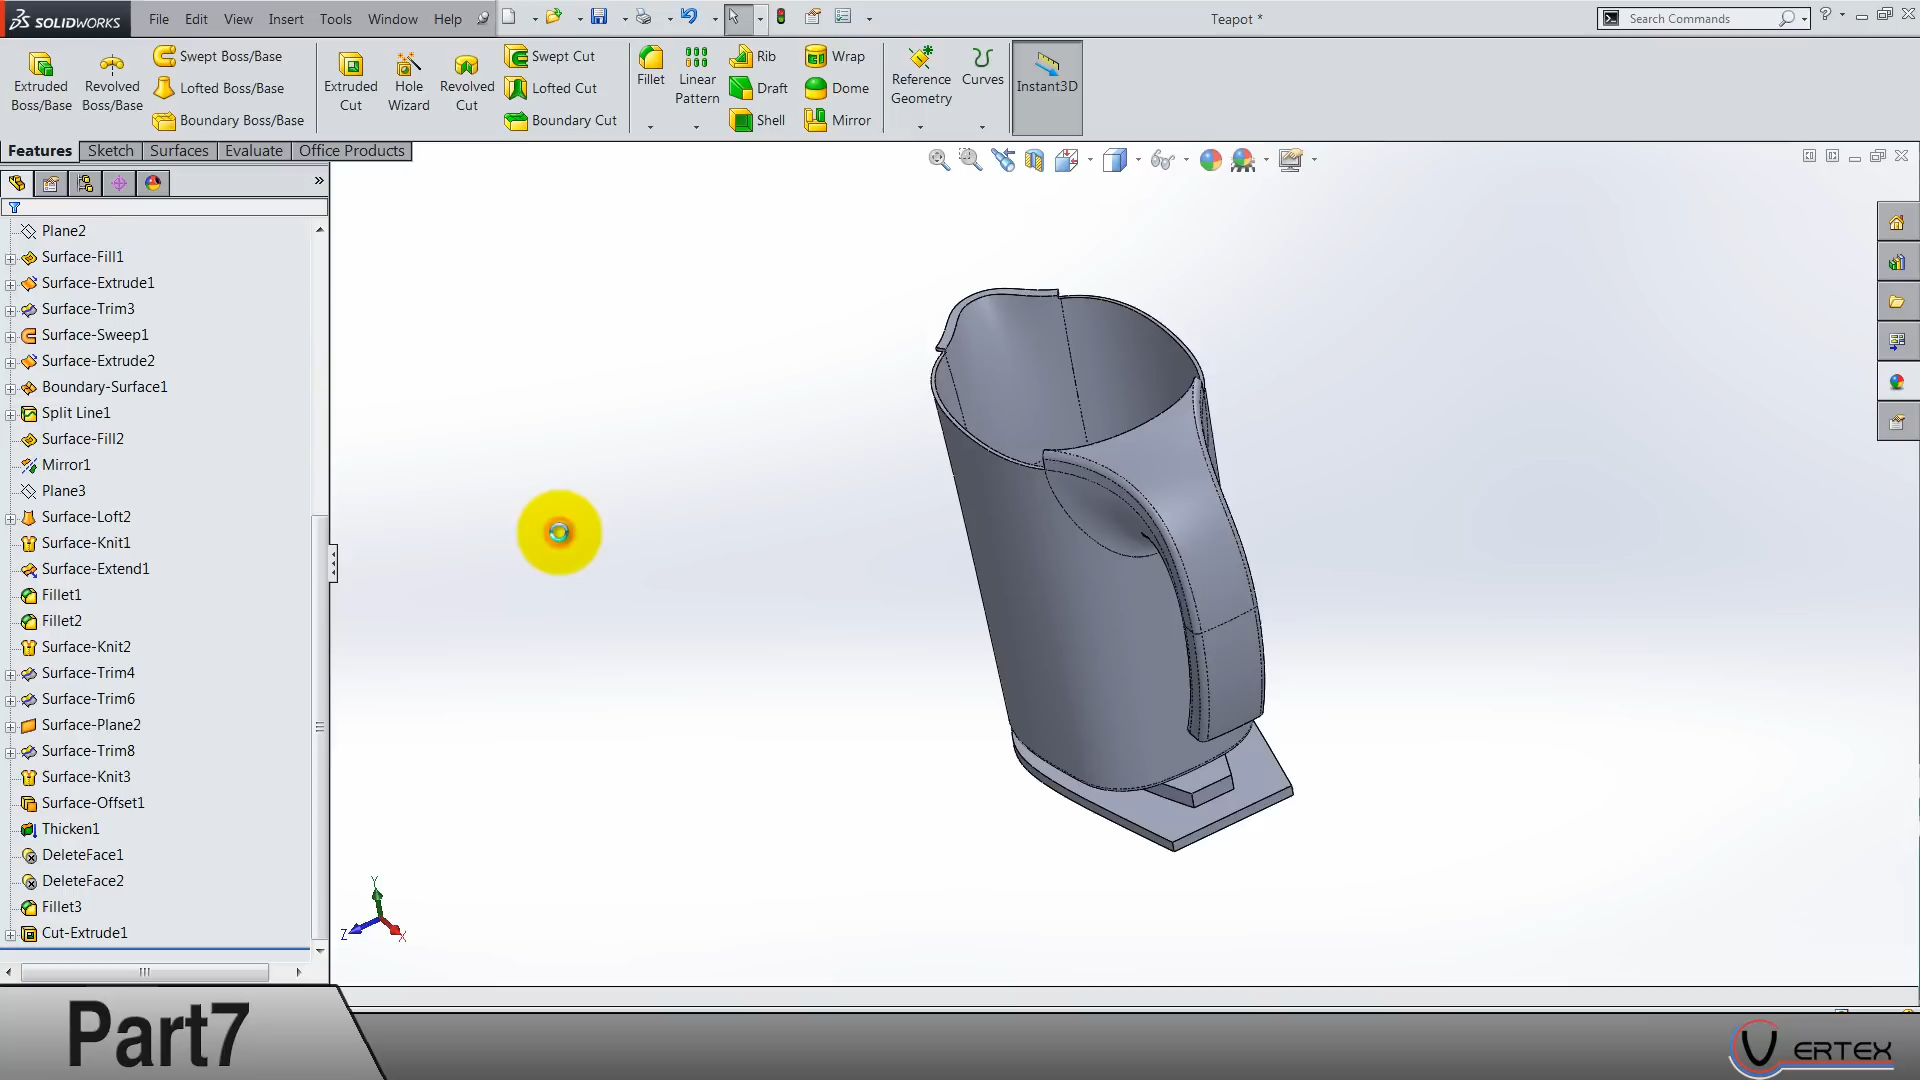 SOLIDWORKS File Edit View Insert Tools Window Help Teapot * Search Commands
Extruded Boss/Base
Revolved Boss/Base
Swept Boss/Base
Lofted Boss/Base
Boundary Boss/Base
Extruded Cut
Hole Wizard
Revolved Cut
Swept Cut
Lofted Cut
Boundary Cut
Fillet
Linear Pattern
Rib
Draft
Shell
Wrap
Dome
Mirror
Reference Geometry
Curves
Instant3D
Features Sketch Surfaces Evaluate Office Products
Plane2
Surface-Fill1
Surface-Extrude1
Surface-Trim3
Surface-Sweep1
Surface-Extrude2
Boundary-Surface1
Split Line1
Surface-Fill2
Mirror1
Plane3
Surface-Loft2
Surface-Knit1
Surface-Extend1
Fillet1
Fillet2
Surface-Knit2
Surface-Trim4
Surface-Trim6
Surface-Plane2
Surface-Trim8
Surface-Knit3
Surface-Offset1
Thicken1
DeleteFace1
DeleteFace2
Fillet3
Cut-Extrude1
Y
Z
X
Part7
VERTEX